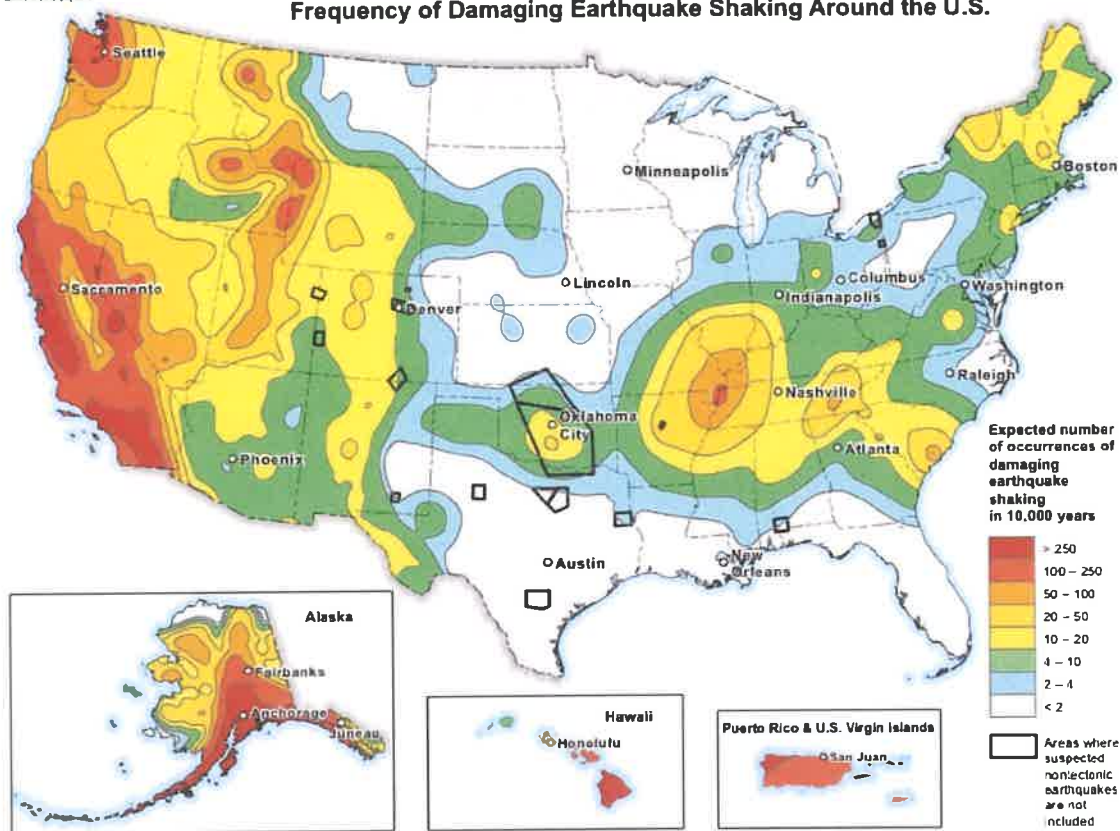 Frequency of Damaging Earthquake Shaking Around the U.S.
Seattle
Boston
Minneapolis
Sacramento
Lincoln
Columbus
Washington
Indianapolis
Denver
Raleigh
Nashville
Oklahoma
City
Atlanta
Phoenix
Austin
New
Orleans
Expected number
of occurrences of
damaging
earthquake
shaking
in 10,000 years
> 250
100 – 250
50 – 100
20 – 50
10 – 20
4 – 10
2 – 4
< 2
Areas where
suspected
nontectonic
earthquakes
are not
included
Alaska
Fairbanks
Anchorage
Juneau
Hawaii
Honolulu
Puerto Rico & U.S. Virgin Islands
San Juan